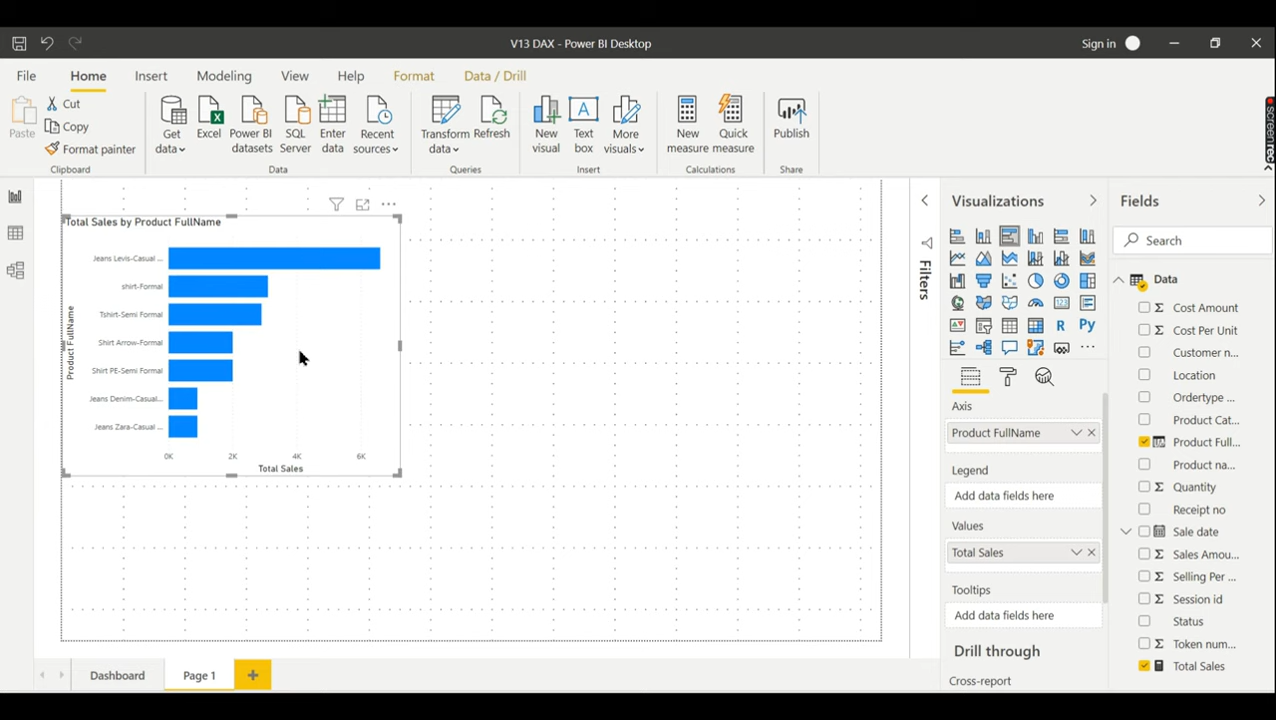 V13 DAX - Power BI Desktop
Sign in
File Home Insert Modeling View Help Format Data / Drill
Paste
Cut
Copy
Format painter
Clipboard
Get data
Excel
Power BI datasets
SQL Server
Enter data
Recent sources
Data
Transform data
Refresh
Queries
New visual
Text box
More visuals
Insert
New measure
Quick measure
Calculations
Publish
Share
screenrec
Total Sales by Product FullName
Product FullName
Jeans Levis-Casual ...
shirt-Formal
Tshirt-Semi Formal
Shirt Arrow-Formal
Shirt PE-Semi Formal
Jeans Denim-Casual...
Jeans Zara-Casual ...
0K 2K 4K 6K
Total Sales
Filters
Visualizations
R Py
Axis
Product FullName
Legend
Add data fields here
Values
Total Sales
Tooltips
Add data fields here
Drill through
Cross-report
Fields
Search
Data
Cost Amount
Cost Per Unit
Customer n...
Location
Ordertype ...
Product Cat...
Product Full...
Product na...
Quantity
Receipt no
Sale date
Sales Amou...
Selling Per ...
Session id
Status
Token num...
Total Sales
Dashboard
Page 1